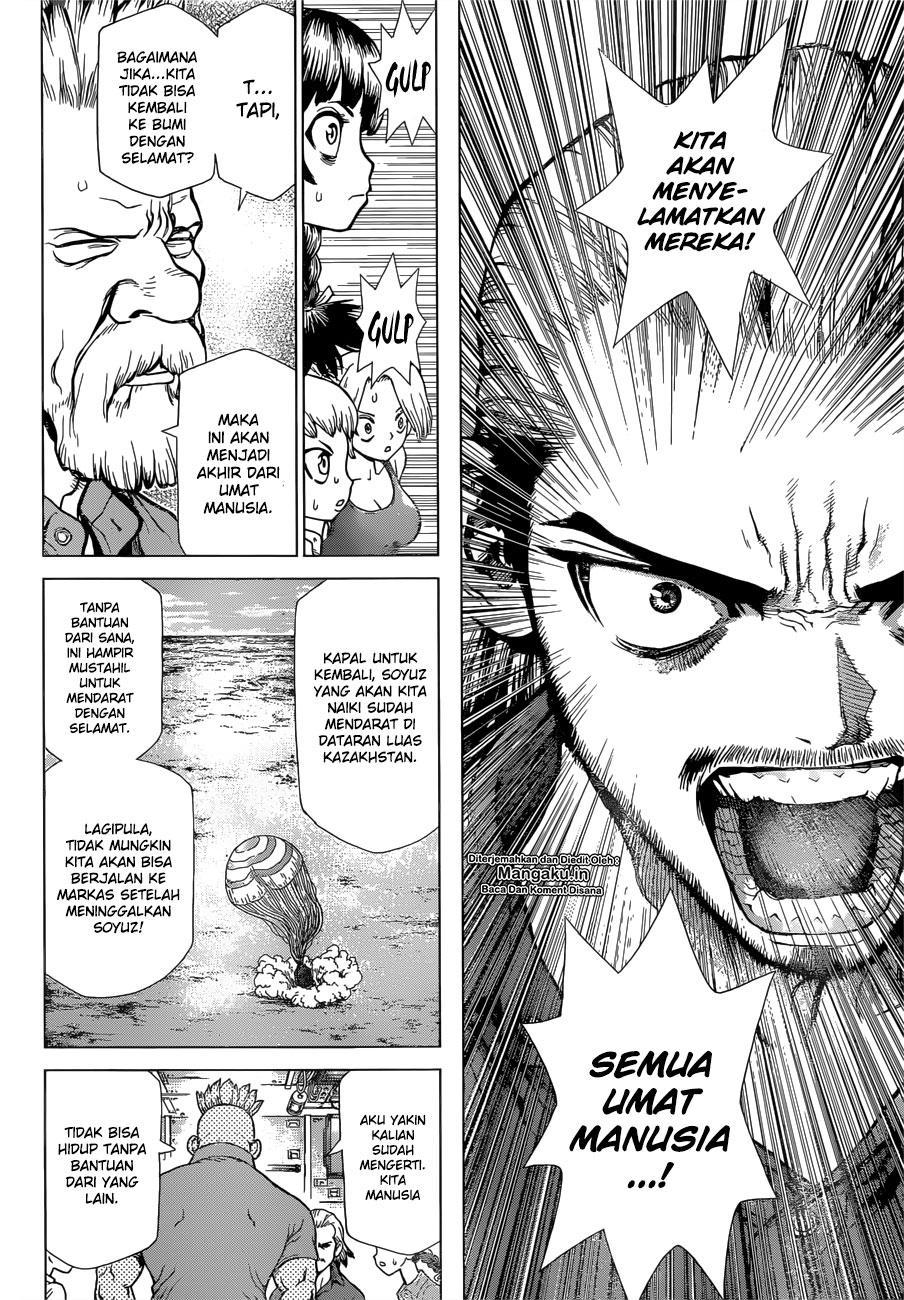 KITA
AKAN
MENYE-
LAMATKAN
MEREKA!
Diterjemahkan dan Diedit Oleh:
Mangaku.in
Baca Dan Koment Disana
SEMUA
UMAT
MANUSIA
...!
GULP
GULP
T...
TAPI,
BAGAIMANA
JIKA...KITA
TIDAK BISA
KEMBALI
KE BUMI
DENGAN
SELAMAT?
MAKA
INI AKAN
MENJADI
AKHIR DARI
UMAT
MANUSIA.
KAPAL UNTUK
KEMBALI, SOYUZ
YANG AKAN KITA
NAIKI SUDAH
MENDARAT DI
DATARAN LUAS
KAZAKHSTAN.
TANPA
BANTUAN
DARI SANA,
INI HAMPIR
MUSTAHIL
UNTUK
MENDARAT
DENGAN
SELAMAT.
LAGIPULA,
TIDAK MUNGKIN
KITA AKAN BISA
BERJALAN KE
MARKAS SETELAH
MENINGGALKAN
SOYUZ!
AKU YAKIN
KALIAN
SUDAH
MENGERTI.
KITA
MANUSIA
TIDAK BISA
HIDUP TANPA
BANTUAN
DARI YANG
LAIN.